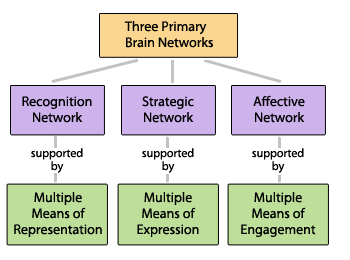 Three Primary
Brain Networks
Recognition
Network
Strategic
Network
Affective
Network
supported
by
supported
by
supported
by
Multiple
Means of
Representation
Multiple
Means of
Expression
Multiple
Means of
Engagement